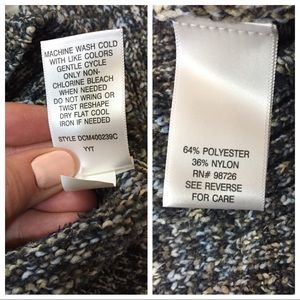 MACHINE WASH COLD
WITH LIKE COLORS
GENTLE CYCLE
ONLY NON-
CHLORINE BLEACH
WHEN NEEDED
DO NOT WRING OR
TWIST RESHAPE
DRY FLAT COOL
IRON IF NEEDED
STYLE DCM400239C
YYT
64% POLYESTER
36% NYLON
RN# 98726
SEE REVERSE
FOR CARE